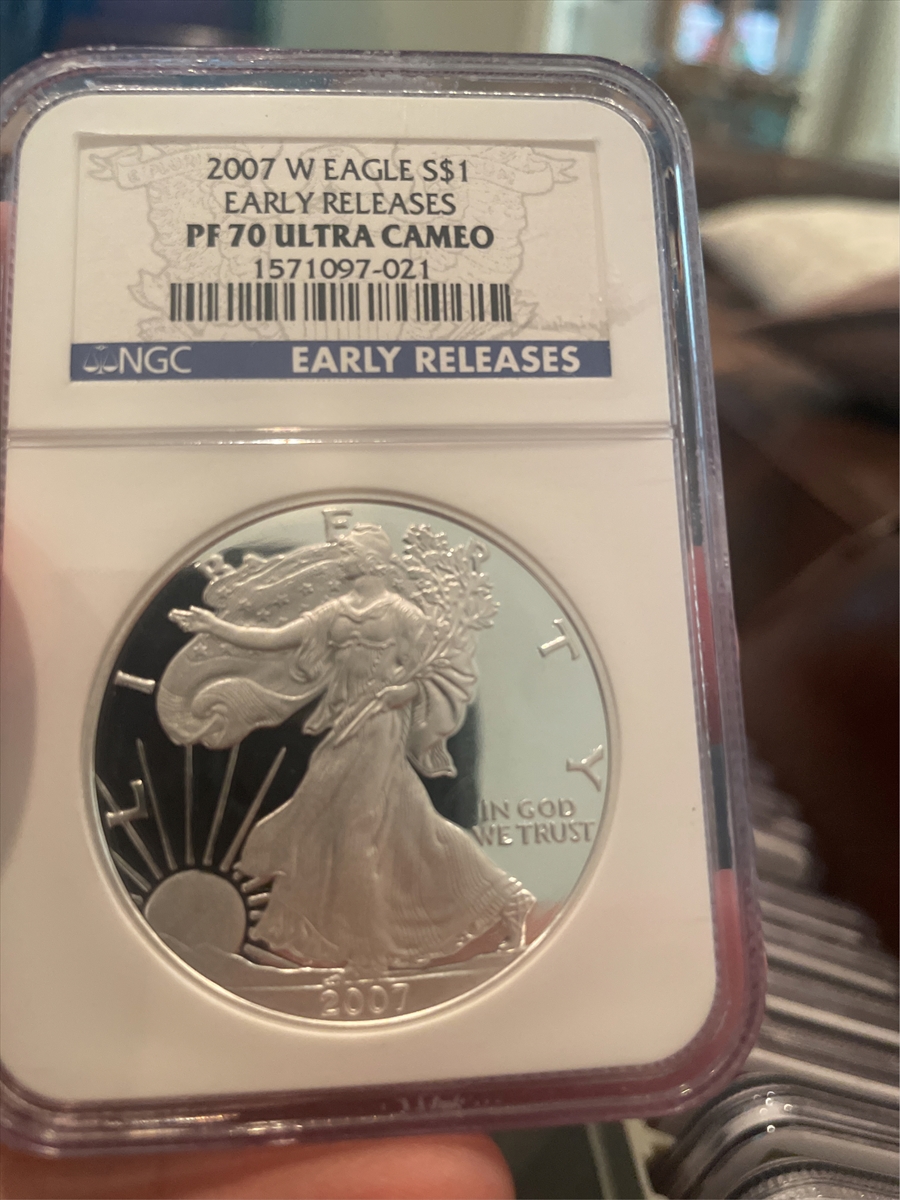 2007 W EAGLE S$1
EARLY RELEASES
PF 70 ULTRA CAMEO
1571097-021
NGC EARLY RELEASES
LIBERTY
IN GOD
WE TRUST
2007